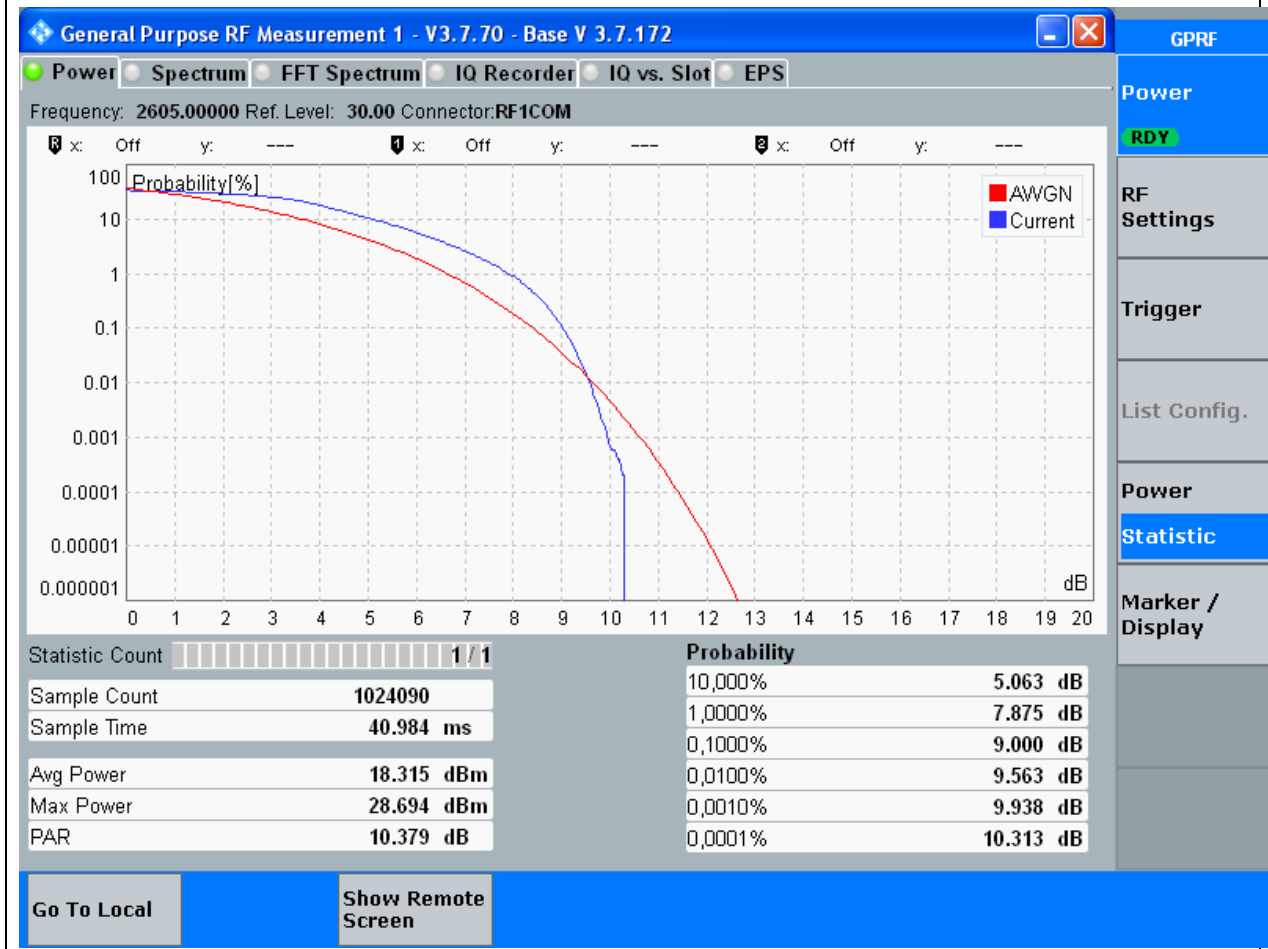 General Purpose RF Measurement 1 - V3.7.70 - Base V 3.7.172
Power Spectrum FFT Spectrum IQ Recorder IQ vs. Slot EPS
Frequency: 2605.00000 Ref. Level: 30.00 Connector:RF1COM
R x: Off y: --- 1 x: Off y: --- 2 x: Off y: ---
Probability[%]
100
10
1
0.1
0.01
0.001
0.0001
0.00001
0.000001
AWGN
Current
dB
0 1 2 3 4 5 6 7 8 9 10 11 12 13 14 15 16 17 18 19 20
Statistic Count 1 / 1
Sample Count 1024090
Sample Time 40.984 ms
Avg Power 18.315 dBm
Max Power 28.694 dBm
PAR 10.379 dB
Probability
10,000% 5.063 dB
1,0000% 7.875 dB
0,1000% 9.000 dB
0,0100% 9.563 dB
0,0010% 9.938 dB
0,0001% 10.313 dB
GPRF
Power
RDY
RF
Settings
Trigger
List Config.
Power
Statistic
Marker /
Display
Go To Local
Show Remote
Screen